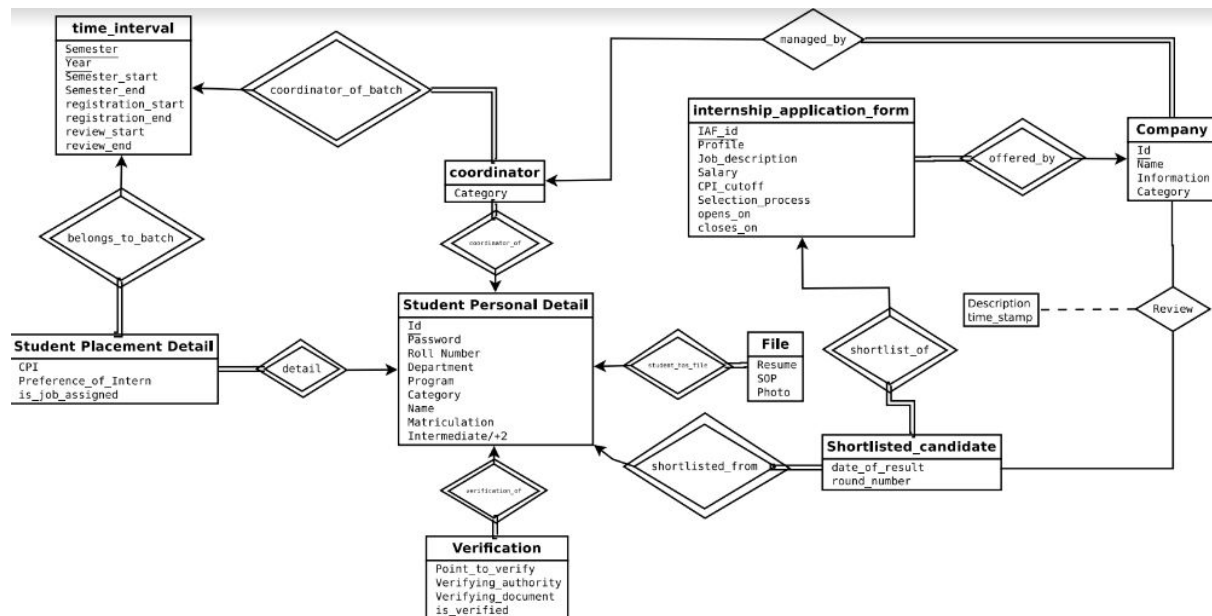 time_interval
Semester
Year
Semester_start
Semester_end
registration_start
registration_end
review_start
review_end
coordinator_of_batch
managed_by
internship_application_form
IAF_id
Profile
Job_description
Salary
CPI_cutoff
Selection_process
opens_on
closes_on
offered_by
Company
Id
Name
Information
Category
coordinator
Category
belongs_to_batch
coordinator_of
Student Personal Detail
Id
Password
Roll Number
Department
Program
Category
Name
Matriculation
Intermediate/+2
Description
time_stamp
Review
Student Placement Detail
CPI
Preference_of_Intern
is_job_assigned
detail
student_has_file
File
Resume
SOP
Photo
shortlist_of
shortlisted_from
Shortlisted_candidate
date_of_result
round_number
verification_of
Verification
Point_to_verify
Verifying_authority
Verifying_document
is_verified